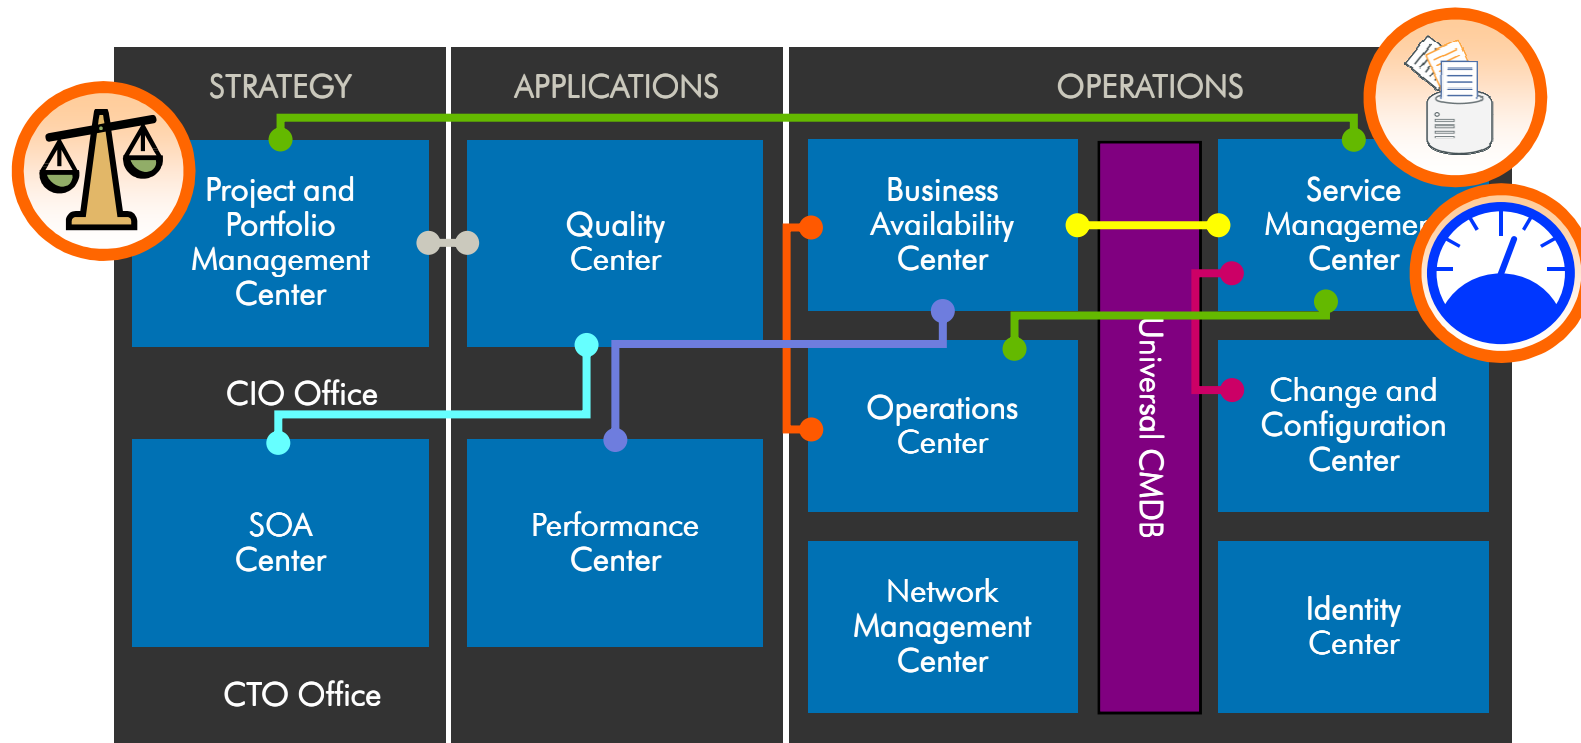 STRATEGY
APPLICATIONS
OPERATIONS
Project and
Portfolio
Management
Center
Quality
Center
Business
Availability
Center
Service
Managemen
Center
CIO Office
Operations
Center
Universal CMDB
Change and
Configuration
Center
SOA
Center
Performance
Center
Network
Management
Center
Identity
Center
CTO Office